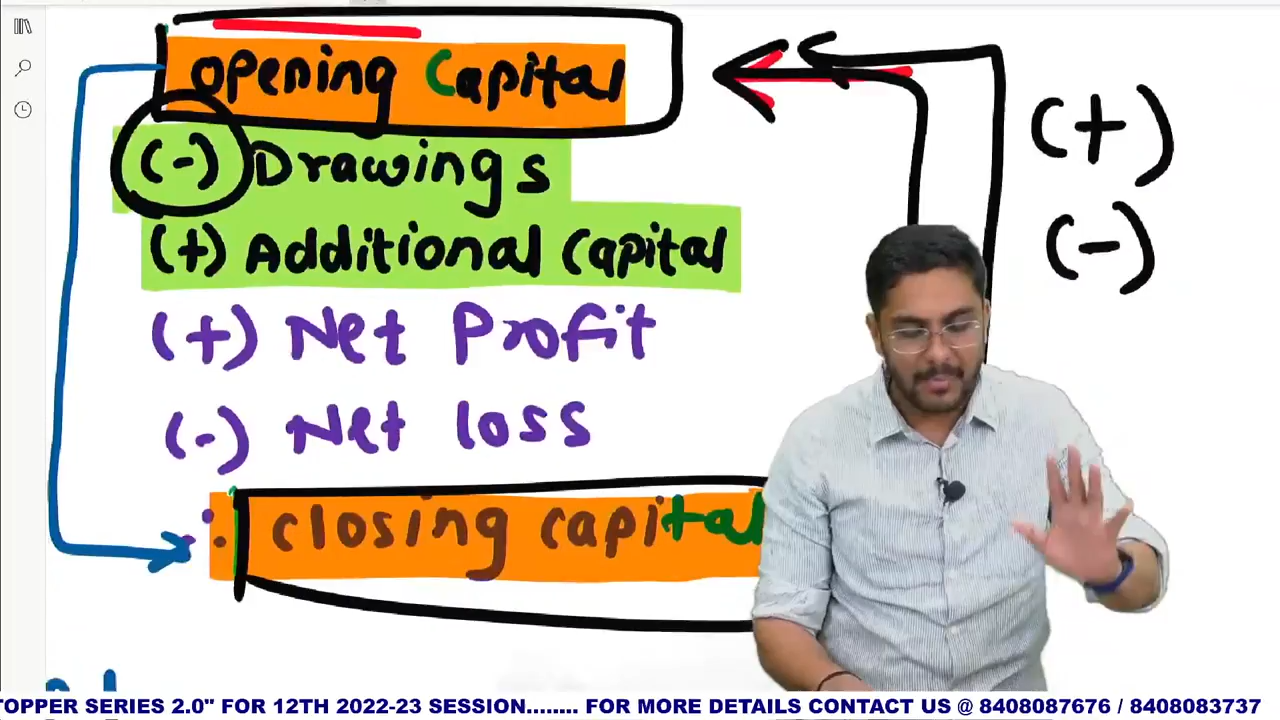 opening Capital
(-) Drawings
(+) Additional Capital
(+) Net Profit
(-) Net loss
: closing capital
(+)
(-)
TOPPER SERIES 2.0" FOR 12TH 2022-23 SESSION........ FOR MORE DETAILS CONTACT US @ 8408087676 / 8408083737